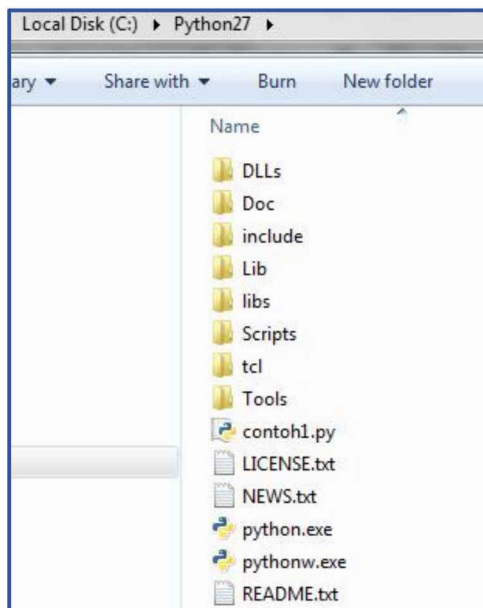 Local Disk (C:) ▸ Python27 ▸
ary ▾ Share with ▾ Burn New folder
Name
DLLs
Doc
include
Lib
libs
Scripts
tcl
Tools
contoh1.py
LICENSE.txt
NEWS.txt
python.exe
pythonw.exe
README.txt